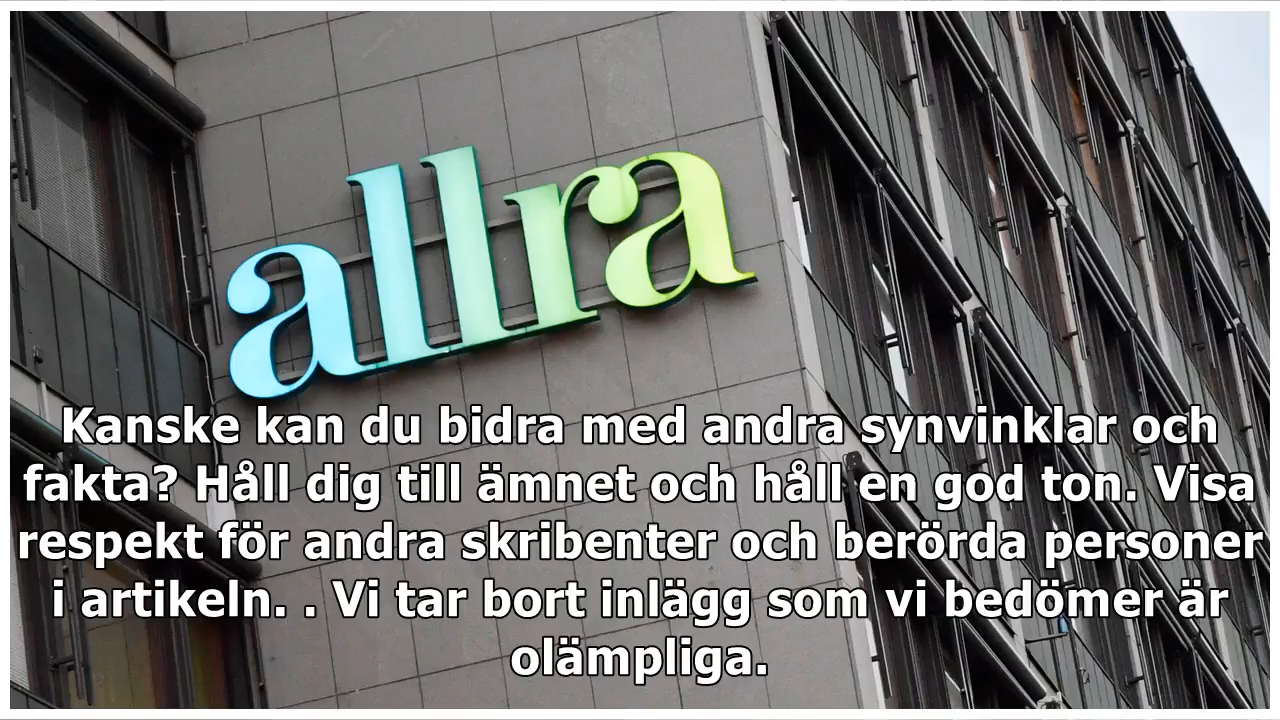 allra
Kanske kan du bidra med andra synvinklar och
fakta? Håll dig till ämnet och håll en god ton. Visa
respekt för andra skribenter och berörda personer
i artikeln. . Vi tar bort inlägg som vi bedömer är
olämpliga.